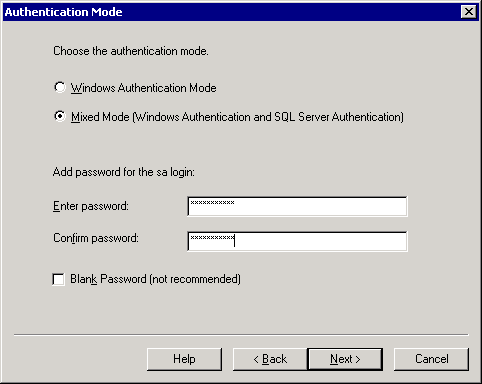 Authentication Mode
Choose the authentication mode.
Windows Authentication Mode
Mixed Mode (Windows Authentication and SQL Server Authentication)
Add password for the sa login:
Enter password: ***********
Confirm password: ***********
Blank Password (not recommended)
Help < Back Next > Cancel